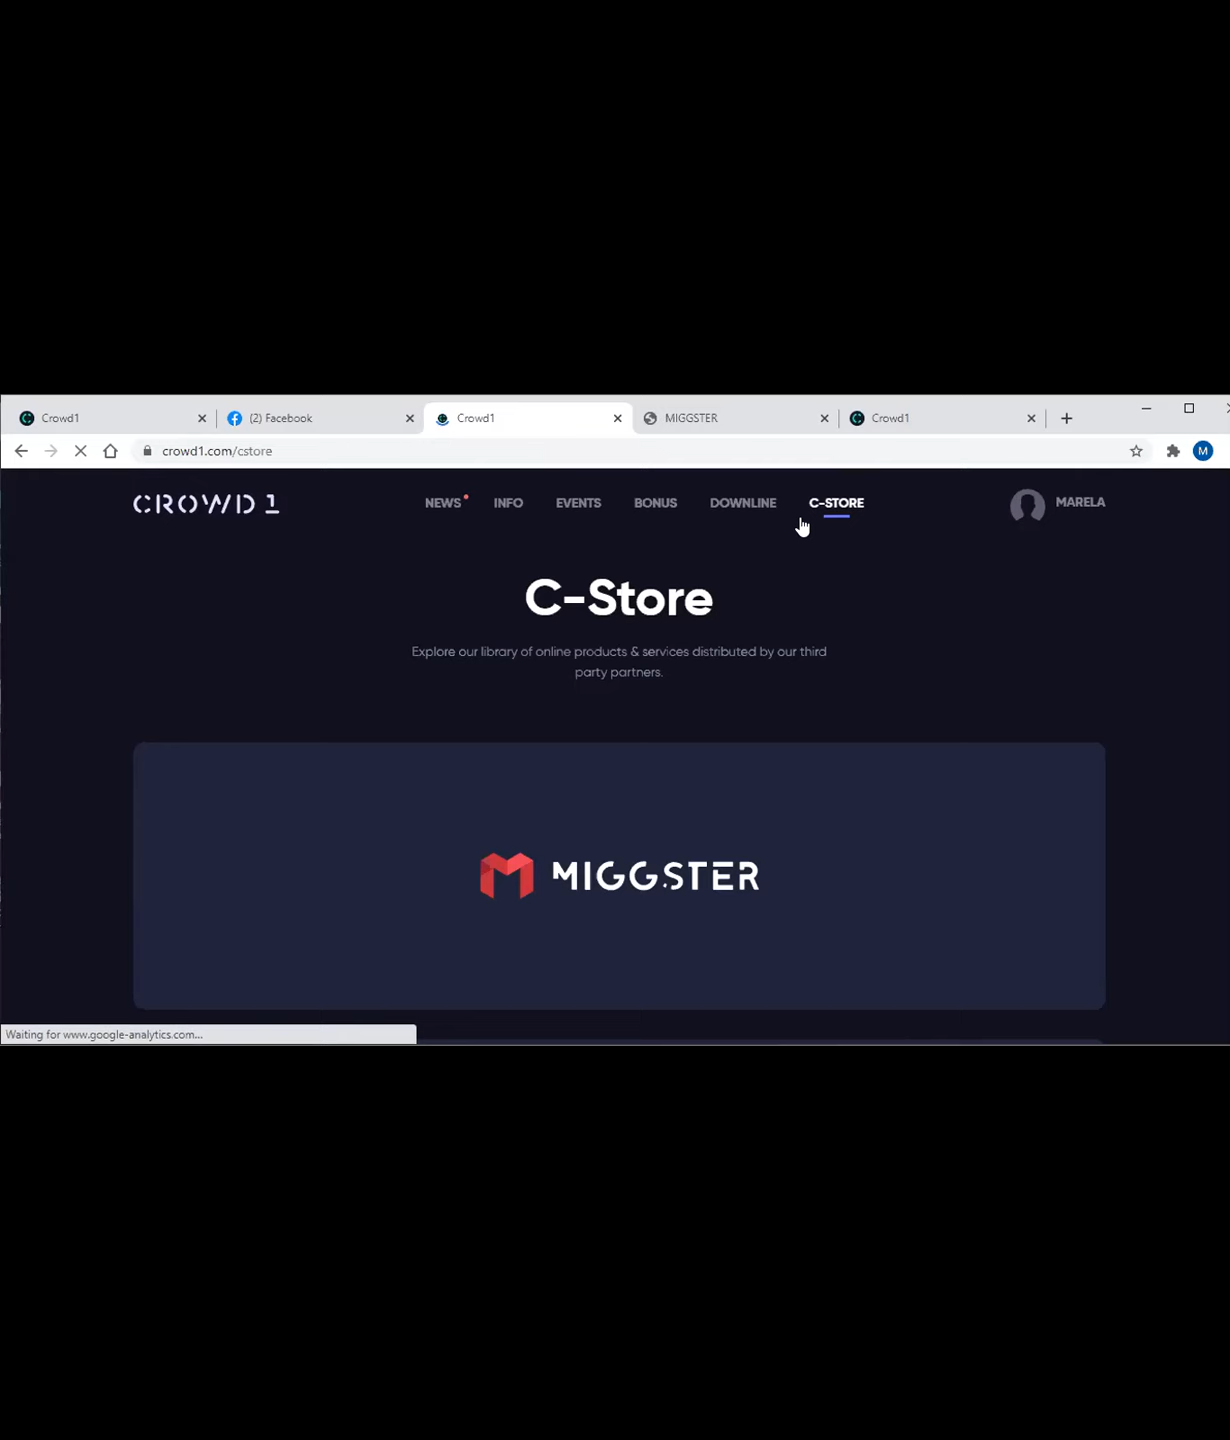 Crowd1
(2) Facebook
Crowd1
MIGGSTER
Crowd1
crowd1.com/cstore
M
CROWD 1
NEWS
INFO
EVENTS
BONUS
DOWNLINE
C-STORE
MARELA
C-Store
Explore our library of online products & services distributed by our third
party partners.
MIGGSTER
Waiting for www.google-analytics.com...